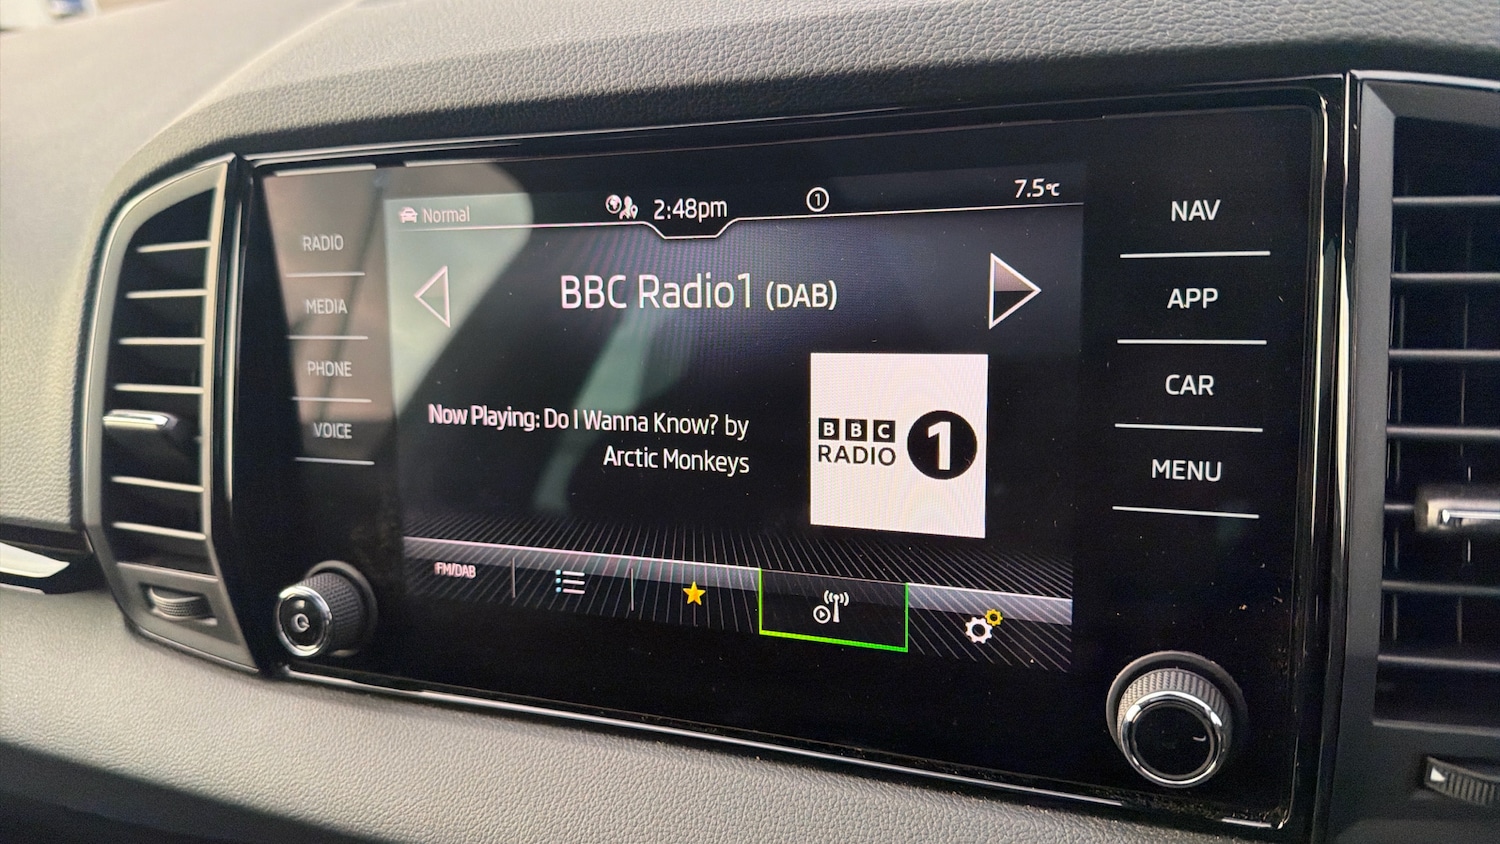 Normal
2:48pm
1
7.5°C
RADIO
MEDIA
PHONE
VOICE
BBC Radio1 (DAB)
Now Playing: Do I Wanna Know? by
Arctic Monkeys
BBC
RADIO
1
FM/DAB
NAV
APP
CAR
MENU